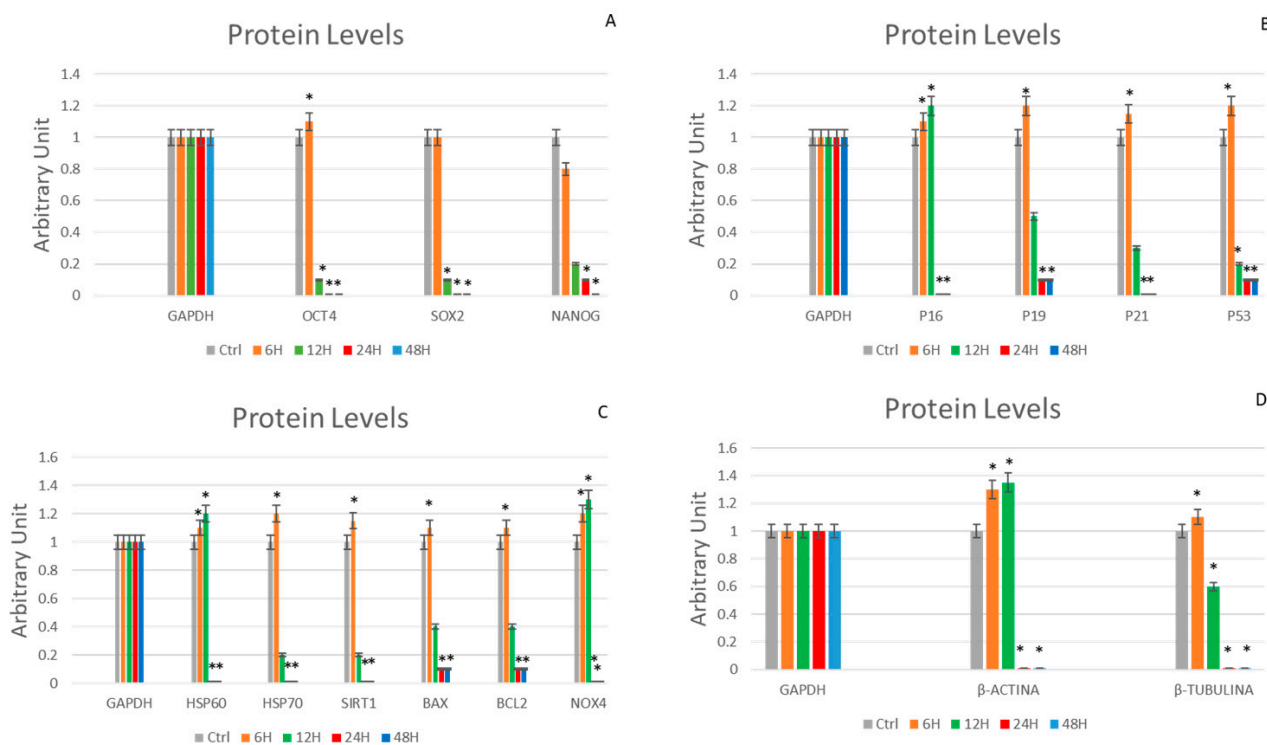 A
Protein Levels
Arbitrary Unit
1.4
1.2
1
0.8
0.6
0.4
0.2
0
* * ** * * * * *
GAPDH OCT4 SOX2 NANOG
Ctrl 6H 12H 24H 48H
B
Protein Levels
Arbitrary Unit
1.4
1.2
1
0.8
0.6
0.4
0.2
0
* * ** * ** * ** * * **
GAPDH P16 P19 P21 P53
Ctrl 6H 12H 24H 48H
C
Protein Levels
Arbitrary Unit
1.6
1.4
1.2
1
0.8
0.6
0.4
0.2
0
* * ** * ** * ** * ** * ** * * * *
GAPDH HSP60 HSP70 SIRT1 BAX BCL2 NOX4
Ctrl 6H 12H 24H 48H
D
Protein Levels
Arbitrary Unit
1.6
1.4
1.2
1
0.8
0.6
0.4
0.2
0
* * * * * * * *
GAPDH β-ACTINA β-TUBULINA
Ctrl 6H 12H 24H 48H